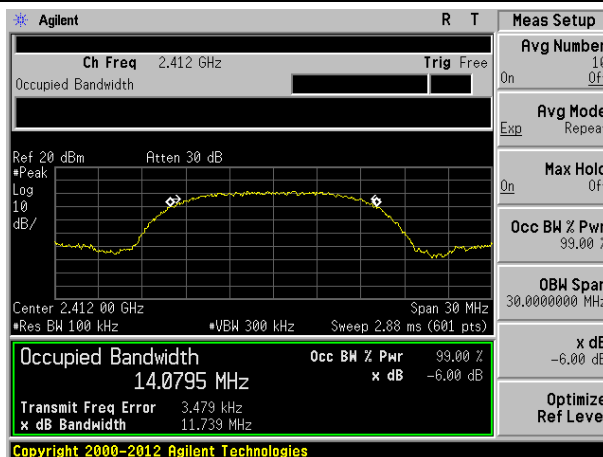 Agilent R T Meas Setup
Ch Freq 2.412 GHz Trig Free
Occupied Bandwidth
Avg Number
10
On Off
Avg Mode
Exp Repeat
Max Hold
On Off
Occ BW % Pwr
99.00 %
OBW Span
30.0000000 MHz
x dB
-6.00 dB
Optimize
Ref Level
Ref 20 dBm Atten 30 dB
#Peak
Log
10
dB/
Center 2.412 00 GHz Span 30 MHz
#Res BW 100 kHz #VBW 300 kHz Sweep 2.88 ms (601 pts)
Occupied Bandwidth Occ BW % Pwr 99.00 %
14.0795 MHz x dB -6.00 dB
Transmit Freq Error 3.479 kHz
x dB Bandwidth 11.739 MHz
Copyright 2000-2012 Agilent Technologies